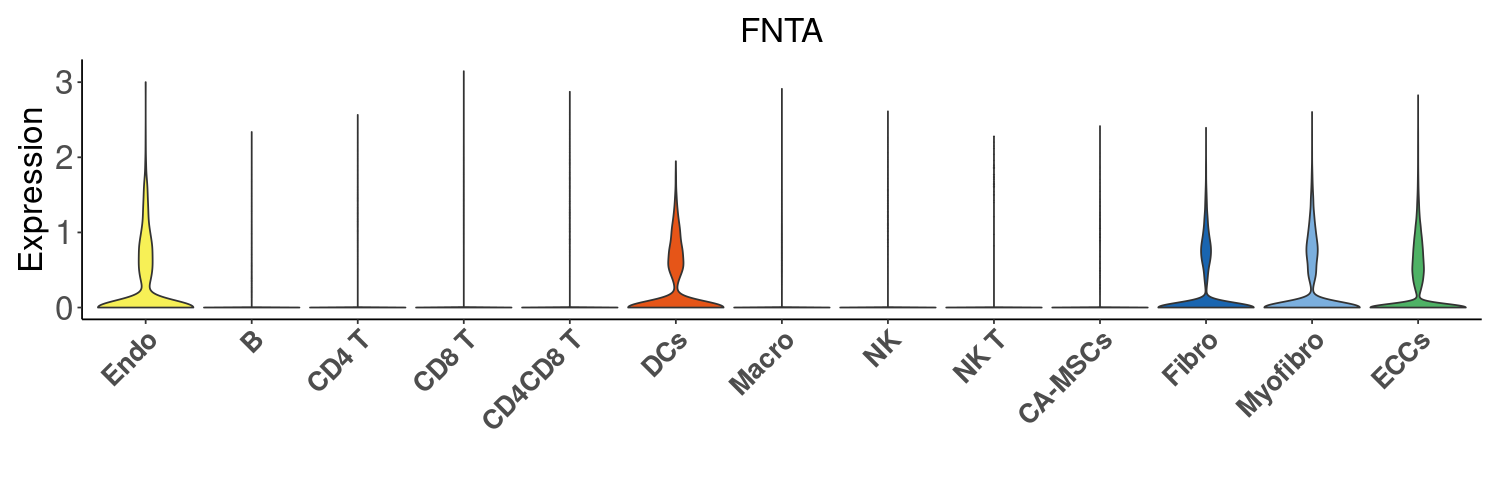 FNTA
Expression
3
2
1
0
Endo
B
CD4 T
CD8 T
CD4CD8 T
DCs
Macro
NK
NK T
CA-MSCs
Fibro
Myofibro
ECCs